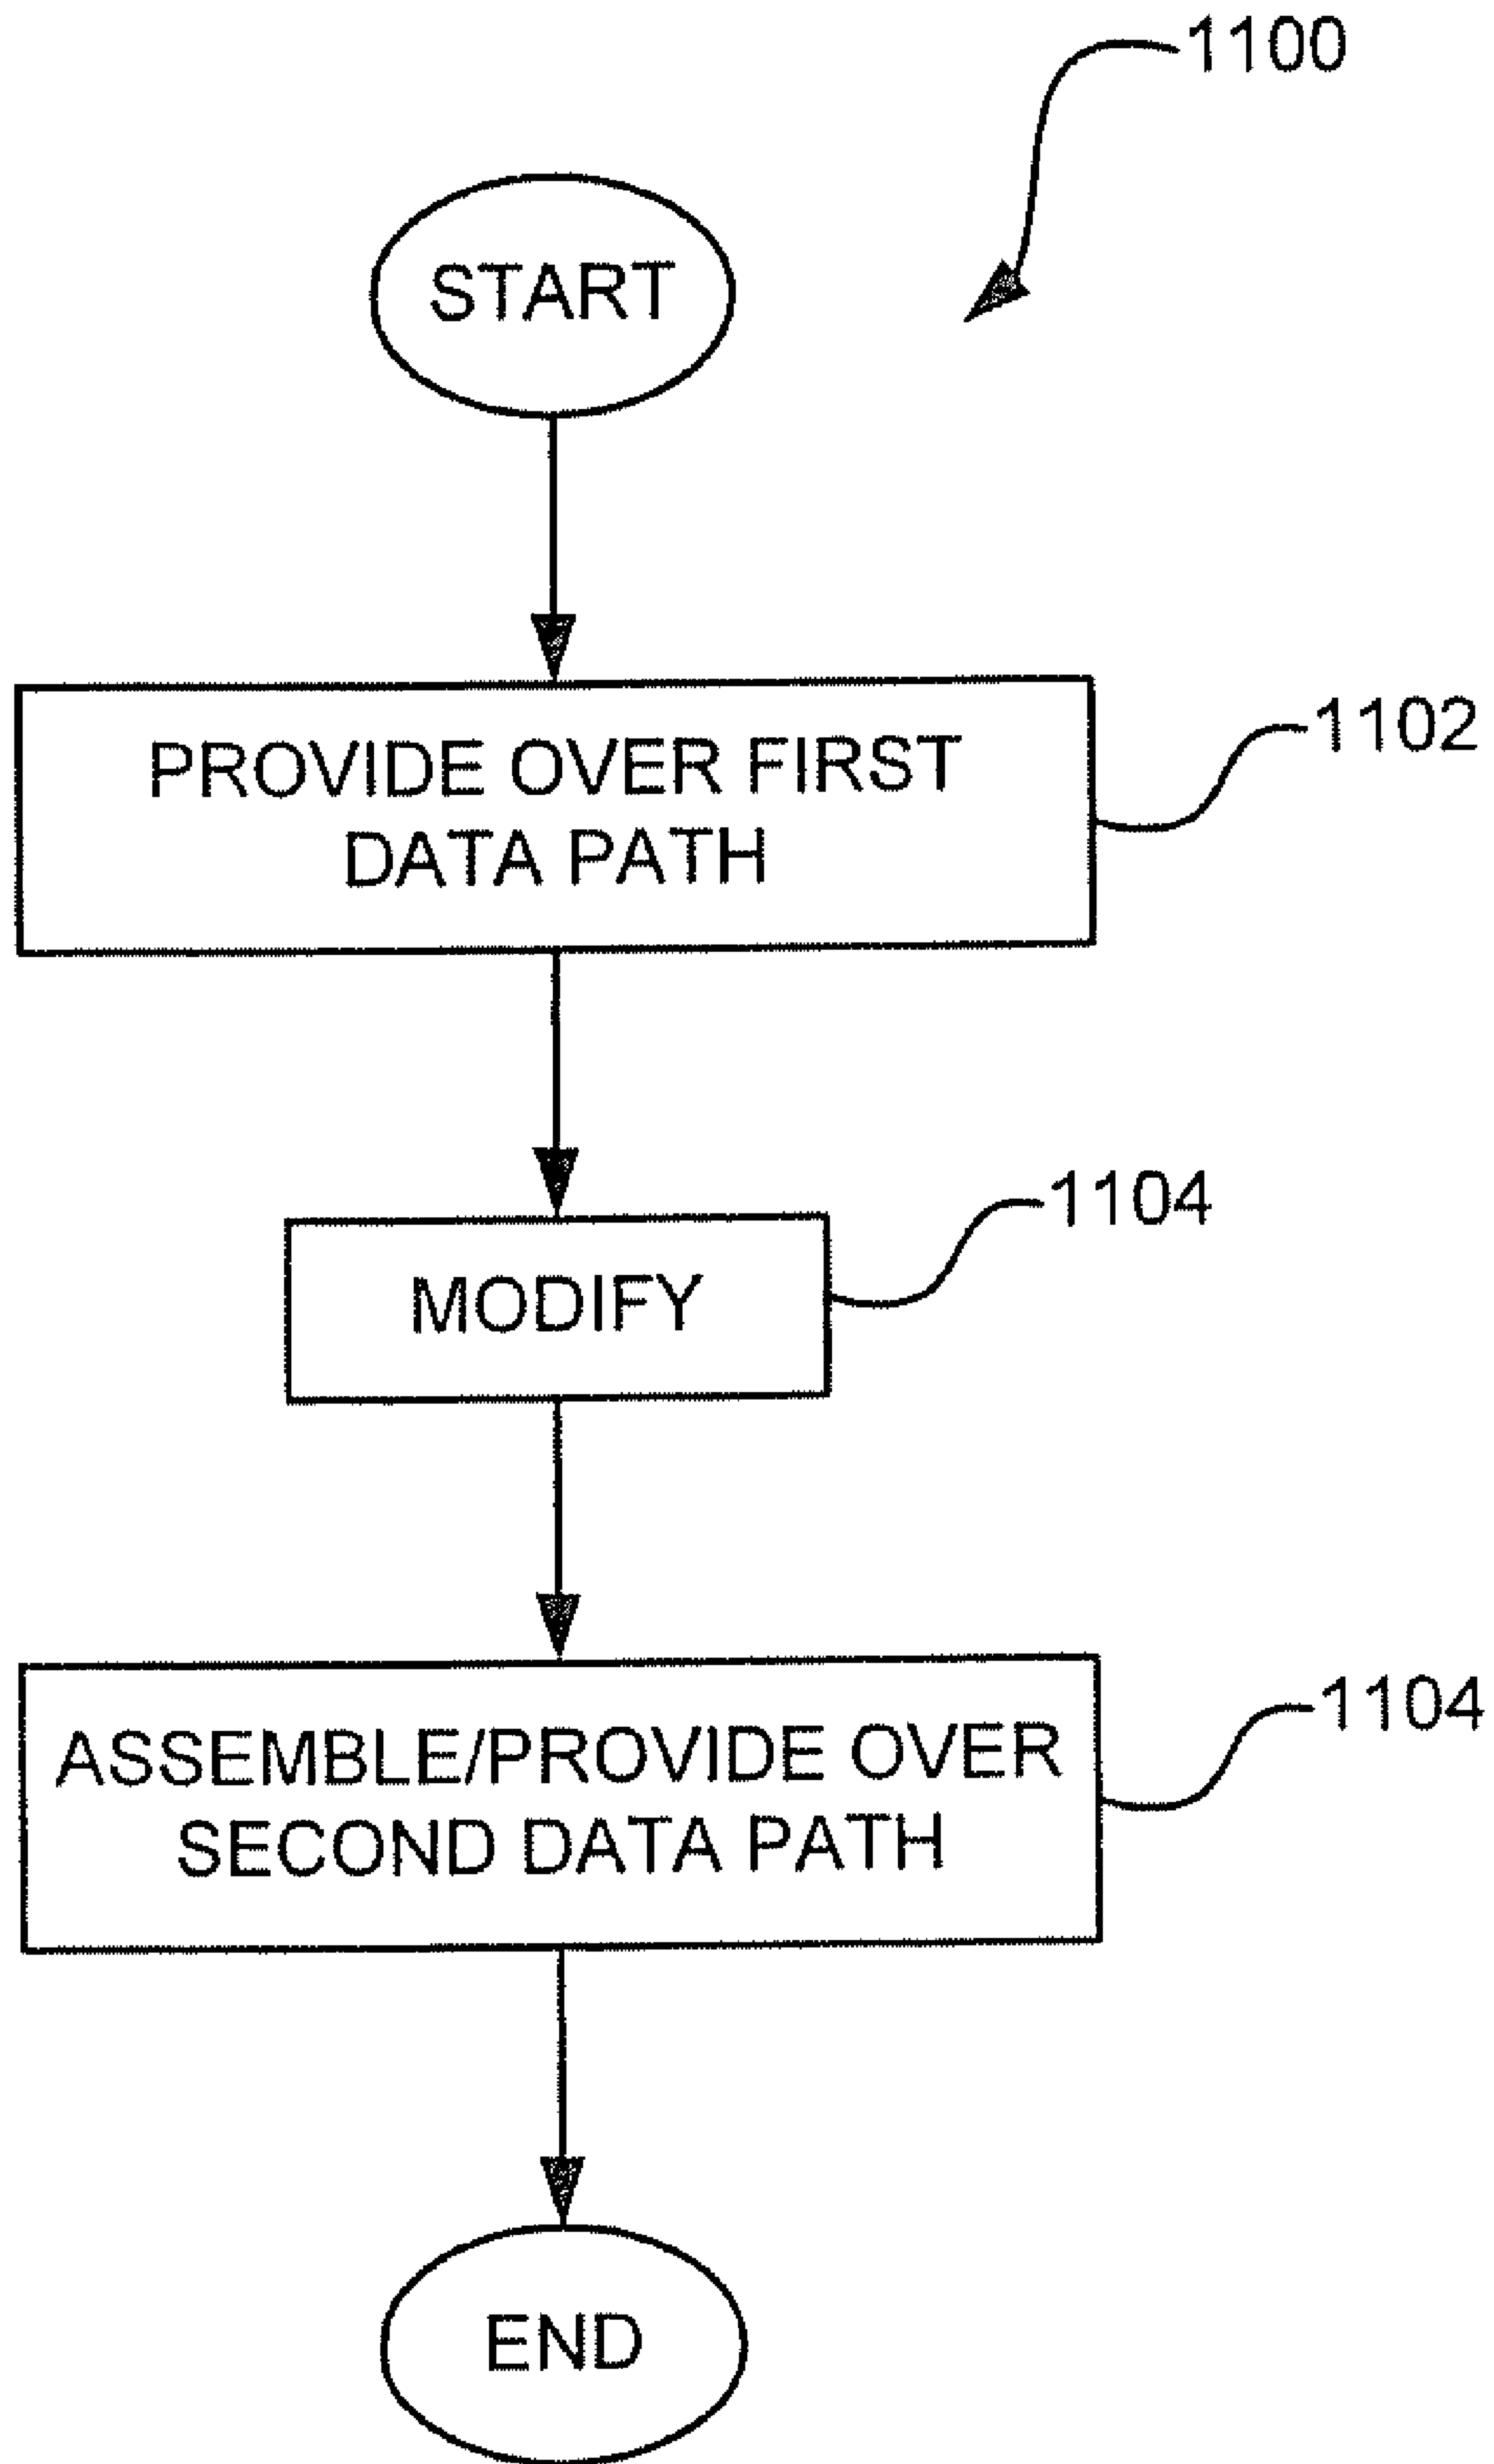 1100
START
PROVIDE OVER FIRST
DATA PATH
1102
MODIFY
1104
ASSEMBLE/PROVIDE OVER
SECOND DATA PATH
1104
END